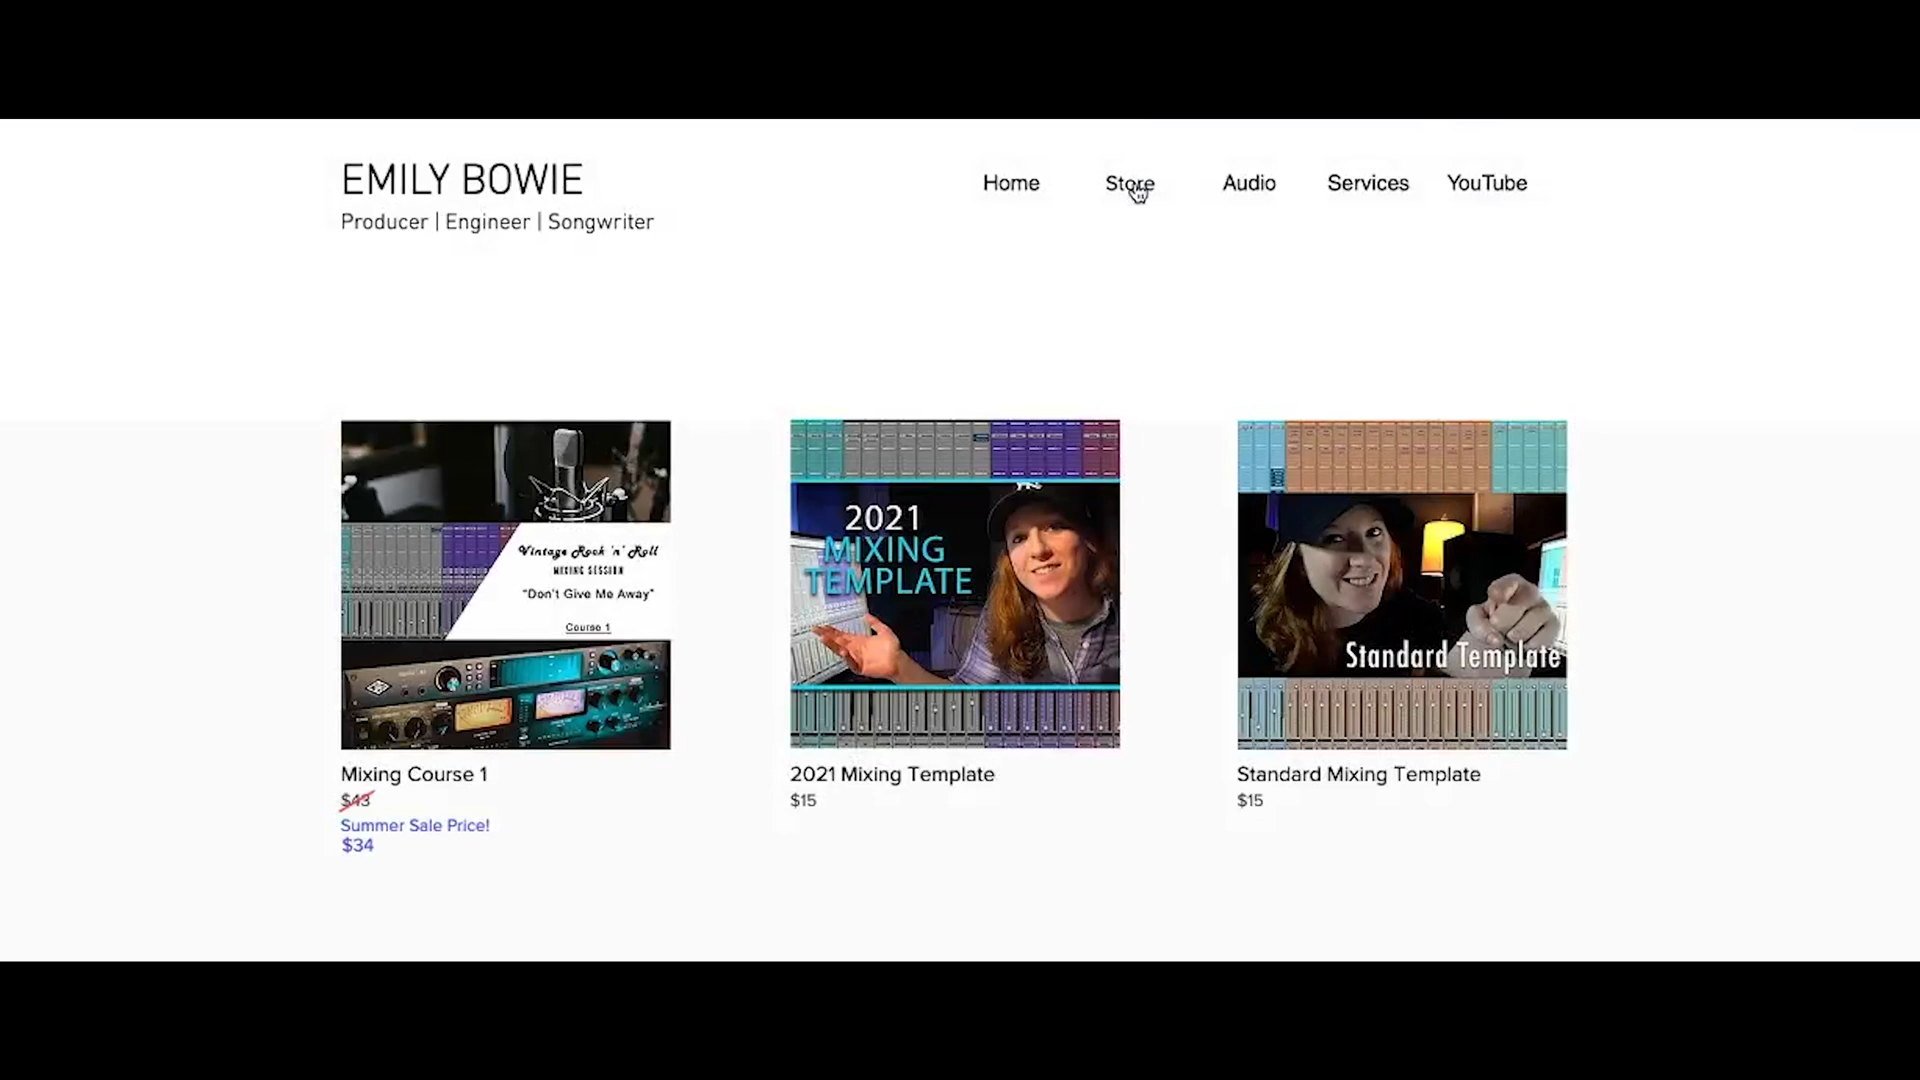 EMILY BOWIE
Producer | Engineer | Songwriter
Home
Store
Audio
Services
YouTube
Vintage Rock 'n' Roll
MIXING SESSION
"Don't Give Me Away"
Course 1
2021
MIXING
TEMPLATE
Standard Template
Mixing Course 1
$43
Summer Sale Price!
$34
2021 Mixing Template
$15
Standard Mixing Template
$15